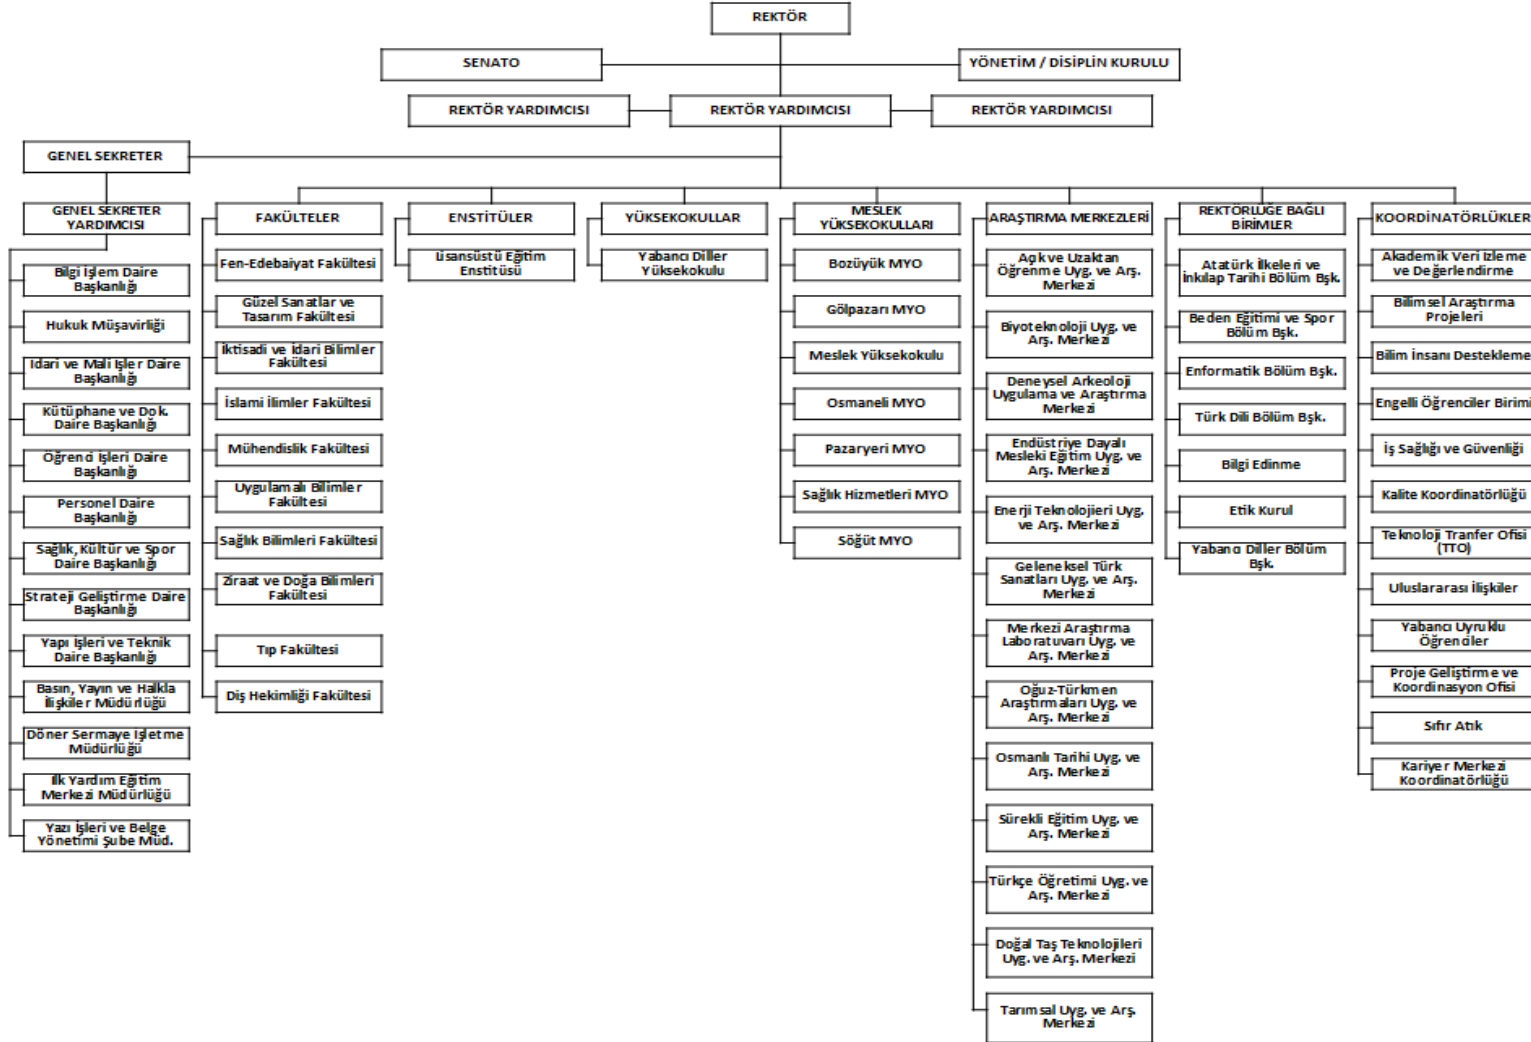 REKTÖR
SENATO
YÖNETİM / DİSİPLİN KURULU
REKTÖR YARDIMCISI
REKTÖR YARDIMCISI
REKTÖR YARDIMCISI
GENEL SEKRETER
GENEL SEKRETER
YARDIMCISI
Bilgi İşlem Daire
Başkanlığı
Hukuk Müşavirliği
İdari ve Mali İşler Daire
Başkanlığı
Kütüphane ve Dok.
Daire Başkanlığı
Öğrenci İşleri Daire
Başkanlığı
Personel Daire
Başkanlığı
Sağlık, Kültür ve Spor
Daire Başkanlığı
Strateji Geliştirme Daire
Başkanlığı
Yapı İşleri ve Teknik
Daire Başkanlığı
Basın, Yayın ve Halkla
İlişkiler Müdürlüğü
Döner Sermaye İşletme
Müdürlüğü
İlk Yardım Eğitim
Merkezi Müdürlüğü
Yazı İşleri ve Belge
Yönetimi Şube Müd.
FAKÜLTELER
Fen-Edebaiyat Fakültesi
Güzel Sanatlar ve
Tasarım Fakültesi
İktisadi ve İdari Bilimler
Fakültesi
İslami İlimler Fakültesi
Mühendislik Fakültesi
Uygulamalı Bilimler
Fakültesi
Sağlık Bilimleri Fakültesi
Ziraat ve Doğa Bilimleri
Fakültesi
Tıp Fakültesi
Diş Hekimliği Fakültesi
ENSTİTÜLER
Lisansüstü Eğitim
Enstitüsü
YÜKSEKOKULLAR
Yabancı Diller
Yüksekokulu
MESLEK
YÜKSEKOKULLARI
Bozüyük MYO
Gölpazarı MYO
Meslek Yüksekokulu
Osmaneli MYO
Pazaryeri MYO
Sağlık Hizmetleri MYO
Söğüt MYO
ARAŞTIRMA MERKEZLERİ
Açık ve Uzaktan
Öğrenme Uyg. ve Arş.
Merkezi
Biyoteknoloji Uyg. ve
Arş. Merkezi
Deneysel Arkeoloji
Uygulama ve Araştırma
Merkezi
Endüstriye Dayalı
Mesleki Eğitim Uyg. ve
Arş. Merkezi
Enerji Teknolojieri Uyg.
ve Arş. Merkezi
Geleneksel Türk
Sanatları Uyg. ve Arş.
Merkezi
Merkezi Araştırma
Laboratuvarı Uyg. ve
Arş. Merkezi
Oğuz-Türkmen
Araştırmaları Uyg. ve
Arş. Merkezi
Osmanlı Tarihi Uyg. ve
Arş. Merkezi
Sürekli Eğitim Uyg. ve
Arş. Merkezi
Türkçe Öğretimi Uyg. ve
Arş. Merkezi
Doğal Taş Teknolojileri
Uyg. ve Arş. Merkezi
Tarımsal Uyg. ve Arş.
Merkezi
REKTÖRLÜĞE BAĞLI
BİRİMLER
Atatürk İlkeleri ve
İnkılap Tarihi Bölüm Bşk.
Beden Eğitimi ve Spor
Bölüm Bşk.
Enformatik Bölüm Bşk.
Türk Dili Bölüm Bşk.
Bilgi Edinme
Etik Kurul
Yabancı Diller Bölüm
Bşk.
KOORDİNATÖRLÜKLER
Akademik Veri İzleme
ve Değerlendirme
Bilimsel Araştırma
Projeleri
Bilim İnsanı Destekleme
Engelli Öğrenciler Birimi
İş Sağlığı ve Güvenliği
Kalite Koordinatörlüğü
Teknoloji Tranfer Ofisi
(TTO)
Uluslararası İlişkiler
Yabancı Uyruklu
Öğrenciler
Proje Geliştirme ve
Koordinasyon Ofisi
Sıfır Atık
Kariyer Merkezi
Koordinatörlüğü